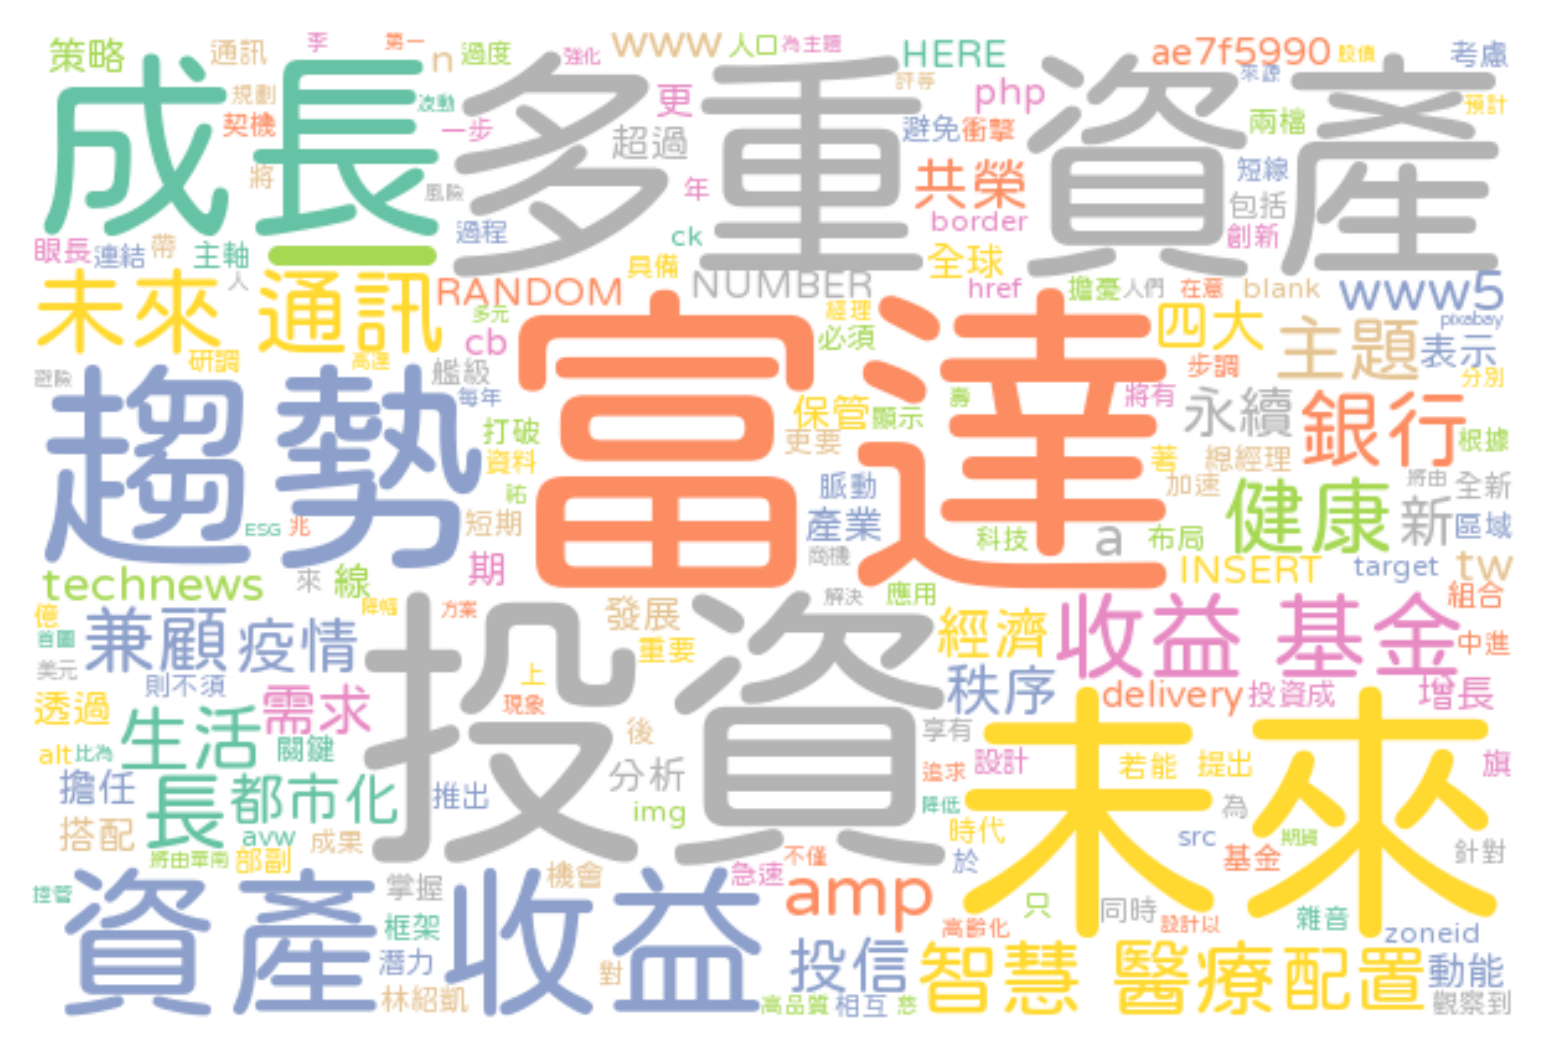 策略 通訊 李 第一 n 過度 強化 www 人口 為主題 HERE ae7f5990 股價 考慮
成長 多重 資產
規劃 波動 評等 來源 預計
契機 一步 更 php 避免 衝擊 兩檔
將 風險 超過 年 共榮 短線 包括
眼長 連結 帶 主軸 過程 ck border 創新
人 具備 全球
未來 通訊 RANDOM NUMBER href 擔憂 人們 在意 blank www5
多元 cb 經理 必須 四大 主題 pixabay 表示
研調 高達 艦級 步調 分別
避險 每年 富達 壽 將有
趨勢 打破 保管 顯示 永續 銀行 根據
資料 更要 著 總經理
祐 脈動 加速 將由 全新
ESG 兆 短期 產業 科技 a 布局 健康 新 區域
technews 來 線 期 商機 INSERT target tw
億 降幅 方案 發展 解決 應用 組合
首圖 兼顧 疫情 投資 重要 經濟 收益 基金 中進
美元 則不須 上 秩序 delivery 投資成 增長
透過 需求 現象
alt 比為 生活 關鍵 後 享有 未來
擔任 長 都市化 推出 分析 追求 設計 若能 提出 旗
搭配 avw 成果 img 降低 為
將由華南 部副 時代 src 期貨
不僅 於 基金 針對
控管 資產 收益 掌握 機會 急速 amp 只 同時 雜音
框架 高齡化 設計以 zoneid
潛力 對 投信 智慧 醫療 配置 動能
林紹凱 高品質 相互 慈 觀察到